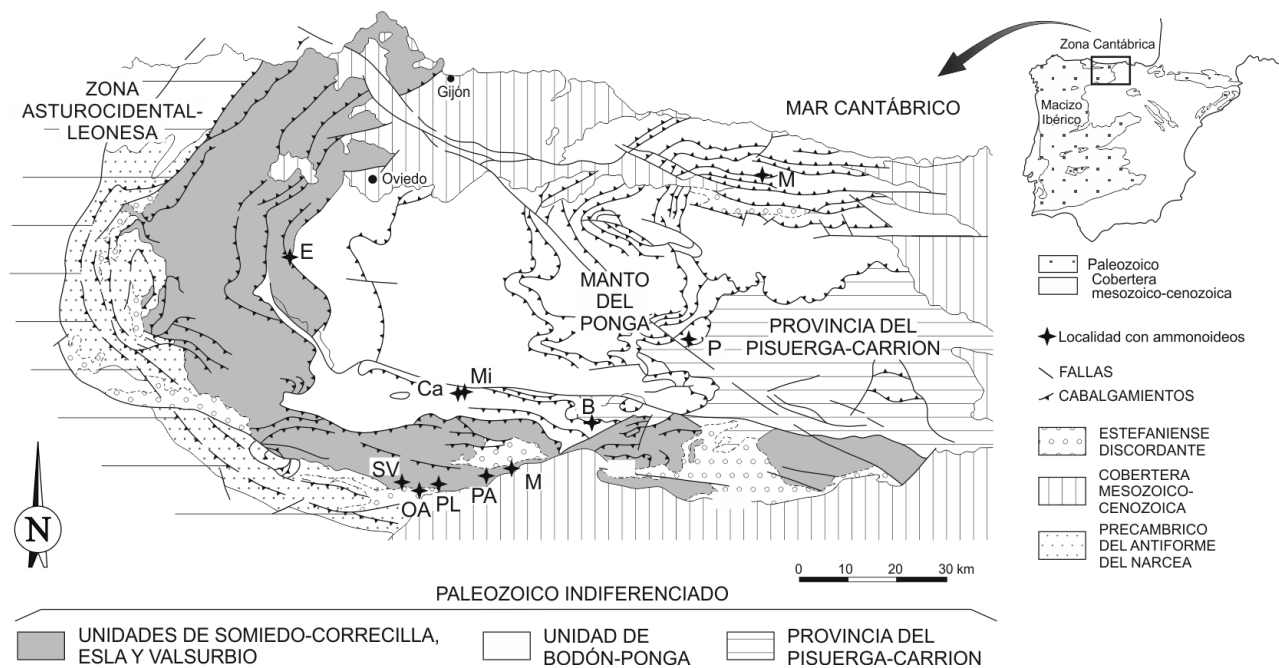 ZONA
ASTUROCIDENTAL-
LEONESA
Gijón
MAR CANTÁBRICO
Zona Cantábrica
Macizo
Ibérico
Oviedo
M
E
MANTO
DEL
PONGA
P
PROVINCIA DEL
PISUERGA-CARRION
Ca
Mi
B
SV
OA
PL
PA
M
N
0 10 20 30 km
Paleozoico
Cobertera
mesozoico-cenozoica
Localidad con ammonoideos
FALLAS
CABALGAMIENTOS
ESTEFANIENSE
DISCORDANTE
COBERTERA
MESOZOICO-
CENOZOICA
PRECAMBRICO
DEL ANTIFORME
DEL NARCEA
PALEOZOICO INDIFERENCIADO
UNIDADES DE SOMIEDO-CORRECILLA,
ESLA Y VALSURBIO
UNIDAD DE
BODÓN-PONGA
PROVINCIA DEL
PISUERGA-CARRION